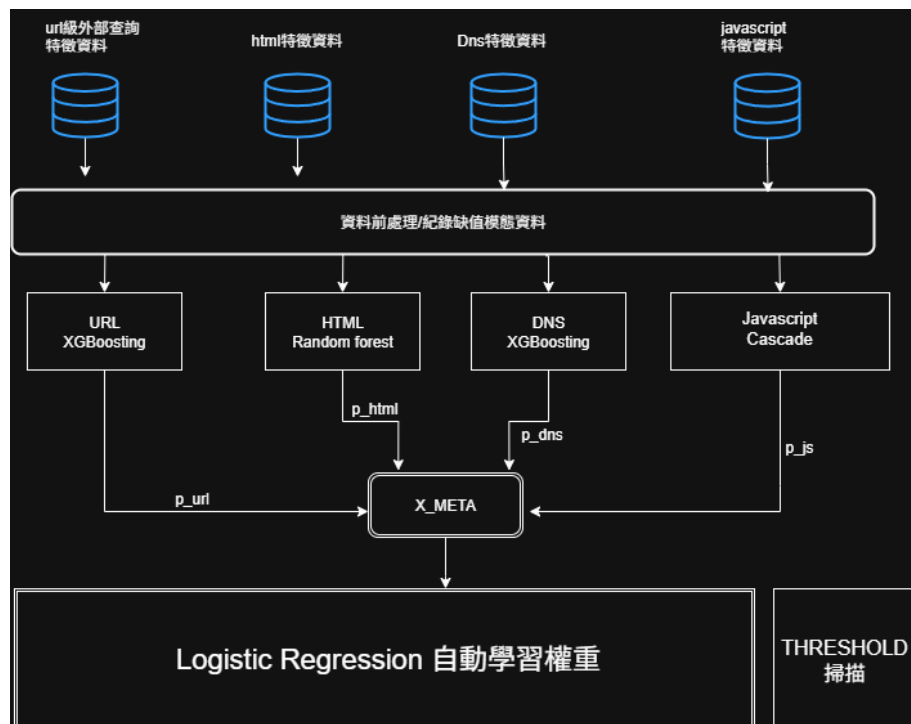 url級外部查詢
特徵資料
html特徵資料
Dns特徵資料
javascript
特徵資料
資料前處理/紀錄缺值模態資料
URL
XGBoosting
HTML
Random forest
DNS
XGBoosting
Javascript
Cascade
p_html
p_dns
p_js
p_url
X_META
Logistic Regression 自動學習權重
THRESHOLD
掃描